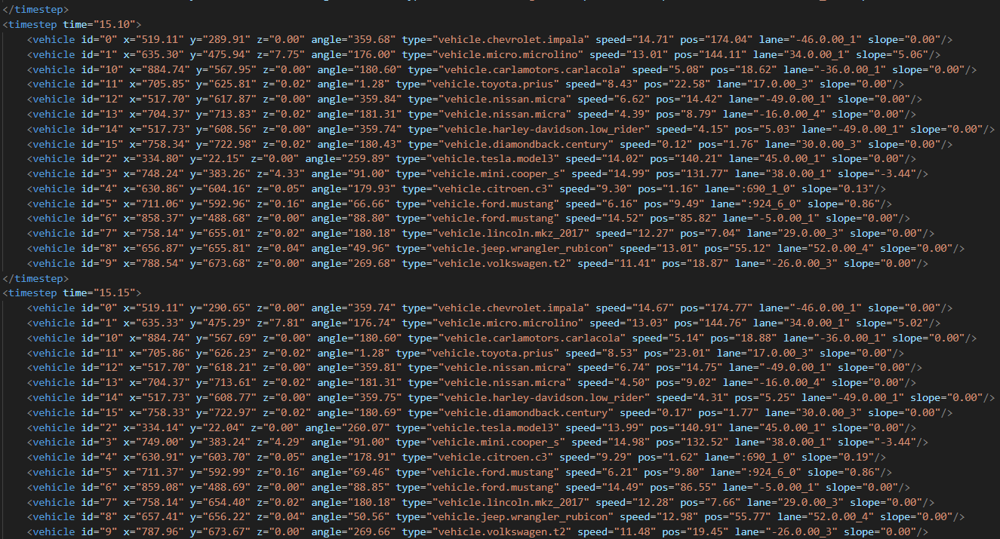 </timestep>
<timestep time="15.10">
<vehicle id="0" x="519.11" y="289.91" z="0.00" angle="359.68" type="vehicle.chevrolet.impala" speed="14.71" pos="174.04" lane="-46.0.00_1" slope="0.00"/>
<vehicle id="1" x="635.30" y="475.94" z="7.75" angle="176.00" type="vehicle.micro.microlino" speed="13.01" pos="144.11" lane="34.0.00_1" slope="5.06"/>
<vehicle id="10" x="884.74" y="567.95" z="0.00" angle="180.60" type="vehicle.carlamotors.carlacola" speed="5.08" pos="18.62" lane="-36.0.00_1" slope="0.00"/>
<vehicle id="11" x="705.85" y="625.81" z="0.02" angle="1.28" type="vehicle.toyota.prius" speed="8.43" pos="22.58" lane="17.0.00_3" slope="0.00"/>
<vehicle id="12" x="517.70" y="617.87" z="0.00" angle="359.84" type="vehicle.nissan.micra" speed="6.62" pos="14.42" lane="-49.0.00_1" slope="0.00"/>
<vehicle id="13" x="704.37" y="713.83" z="0.02" angle="181.31" type="vehicle.nissan.micra" speed="4.39" pos="8.79" lane="-16.0.00_4" slope="0.00"/>
<vehicle id="14" x="517.73" y="608.56" z="0.00" angle="359.74" type="vehicle.harley-davidson.low_rider" speed="4.15" pos="5.03" lane="-49.0.00_1" slope="0.00"/>
<vehicle id="15" x="758.34" y="722.98" z="0.02" angle="180.43" type="vehicle.diamondback.century" speed="0.12" pos="1.76" lane="30.0.00_3" slope="0.00"/>
<vehicle id="2" x="334.80" y="22.15" z="0.00" angle="259.89" type="vehicle.tesla.model3" speed="14.02" pos="140.21" lane="45.0.00_1" slope="0.00"/>
<vehicle id="3" x="748.24" y="383.26" z="4.33" angle="91.00" type="vehicle.mini.cooper_s" speed="14.99" pos="131.77" lane="38.0.00_1" slope="-3.44"/>
<vehicle id="4" x="630.86" y="604.16" z="0.05" angle="179.93" type="vehicle.citroen.c3" speed="9.30" pos="1.16" lane=":690_1_0" slope="0.13"/>
<vehicle id="5" x="711.06" y="592.96" z="0.16" angle="66.66" type="vehicle.ford.mustang" speed="6.16" pos="9.49" lane=":924_6_0" slope="0.86"/>
<vehicle id="6" x="858.37" y="488.68" z="0.00" angle="88.80" type="vehicle.ford.mustang" speed="14.52" pos="85.82" lane="-5.0.00_1" slope="0.00"/>
<vehicle id="7" x="758.14" y="655.01" z="0.02" angle="180.18" type="vehicle.lincoln.mkz_2017" speed="12.27" pos="7.04" lane="29.0.00_3" slope="0.00"/>
<vehicle id="8" x="656.87" y="655.81" z="0.04" angle="49.96" type="vehicle.jeep.wrangler_rubicon" speed="13.01" pos="55.12" lane="52.0.00_4" slope="0.00"/>
<vehicle id="9" x="788.54" y="673.68" z="0.00" angle="269.68" type="vehicle.volkswagen.t2" speed="11.41" pos="18.87" lane="-26.0.00_3" slope="0.00"/>
</timestep>
<timestep time="15.15">
<vehicle id="0" x="519.11" y="290.65" z="0.00" angle="359.74" type="vehicle.chevrolet.impala" speed="14.67" pos="174.77" lane="-46.0.00_1" slope="0.00"/>
<vehicle id="1" x="635.33" y="475.29" z="7.81" angle="176.74" type="vehicle.micro.microlino" speed="13.03" pos="144.76" lane="34.0.00_1" slope="5.02"/>
<vehicle id="10" x="884.74" y="567.69" z="0.00" angle="180.60" type="vehicle.carlamotors.carlacola" speed="5.14" pos="18.88" lane="-36.0.00_1" slope="0.00"/>
<vehicle id="11" x="705.86" y="626.23" z="0.02" angle="1.28" type="vehicle.toyota.prius" speed="8.53" pos="23.01" lane="17.0.00_3" slope="0.00"/>
<vehicle id="12" x="517.70" y="618.21" z="0.00" angle="359.81" type="vehicle.nissan.micra" speed="6.74" pos="14.75" lane="-49.0.00_1" slope="0.00"/>
<vehicle id="13" x="704.37" y="713.61" z="0.02" angle="181.31" type="vehicle.nissan.micra" speed="4.50" pos="9.02" lane="-16.0.00_4" slope="0.00"/>
<vehicle id="14" x="517.73" y="608.77" z="0.00" angle="359.75" type="vehicle.harley-davidson.low_rider" speed="4.31" pos="5.25" lane="-49.0.00_1" slope="0.00"/>
<vehicle id="15" x="758.33" y="722.97" z="0.02" angle="180.69" type="vehicle.diamondback.century" speed="0.17" pos="1.77" lane="30.0.00_3" slope="0.00"/>
<vehicle id="2" x="334.14" y="22.04" z="0.00" angle="260.07" type="vehicle.tesla.model3" speed="13.99" pos="140.91" lane="45.0.00_1" slope="0.00"/>
<vehicle id="3" x="749.00" y="383.24" z="4.29" angle="91.00" type="vehicle.mini.cooper_s" speed="14.98" pos="132.52" lane="38.0.00_1" slope="-3.44"/>
<vehicle id="4" x="630.91" y="603.70" z="0.05" angle="178.91" type="vehicle.citroen.c3" speed="9.29" pos="1.62" lane=":690_1_0" slope="0.19"/>
<vehicle id="5" x="711.37" y="592.99" z="0.16" angle="69.46" type="vehicle.ford.mustang" speed="6.21" pos="9.80" lane=":924_6_0" slope="0.86"/>
<vehicle id="6" x="859.08" y="488.69" z="0.00" angle="88.85" type="vehicle.ford.mustang" speed="14.49" pos="86.55" lane="-5.0.00_1" slope="0.00"/>
<vehicle id="7" x="758.14" y="654.40" z="0.02" angle="180.18" type="vehicle.lincoln.mkz_2017" speed="12.28" pos="7.66" lane="29.0.00_3" slope="0.00"/>
<vehicle id="8" x="657.41" y="656.22" z="0.04" angle="50.56" type="vehicle.jeep.wrangler_rubicon" speed="12.98" pos="55.77" lane="52.0.00_4" slope="0.00"/>
<vehicle id="9" x="787.96" y="673.67" z="0.00" angle="269.66" type="vehicle.volkswagen.t2" speed="11.48" pos="19.45" lane="-26.0.00_3" slope="0.00"/>